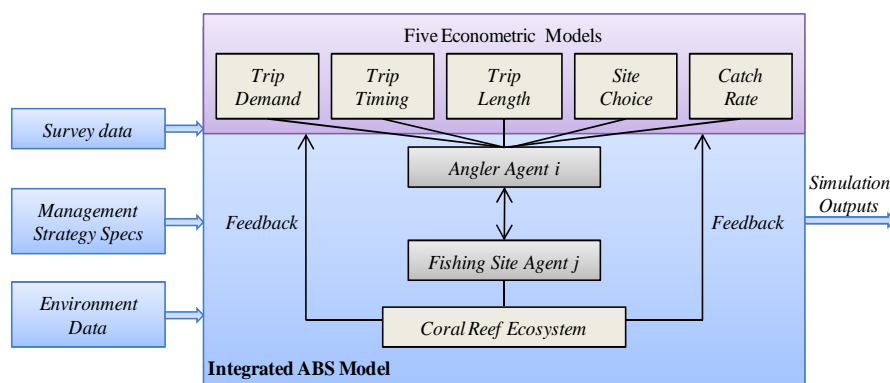 Five Econometric Models
Trip
Demand
Trip
Timing
Trip
Length
Site
Choice
Catch
Rate
Survey data
Angler Agent i
Management
Strategy Specs
Feedback
Feedback
Simulation
Outputs
Fishing Site Agent j
Environment
Data
Coral Reef Ecosystem
Integrated ABS Model